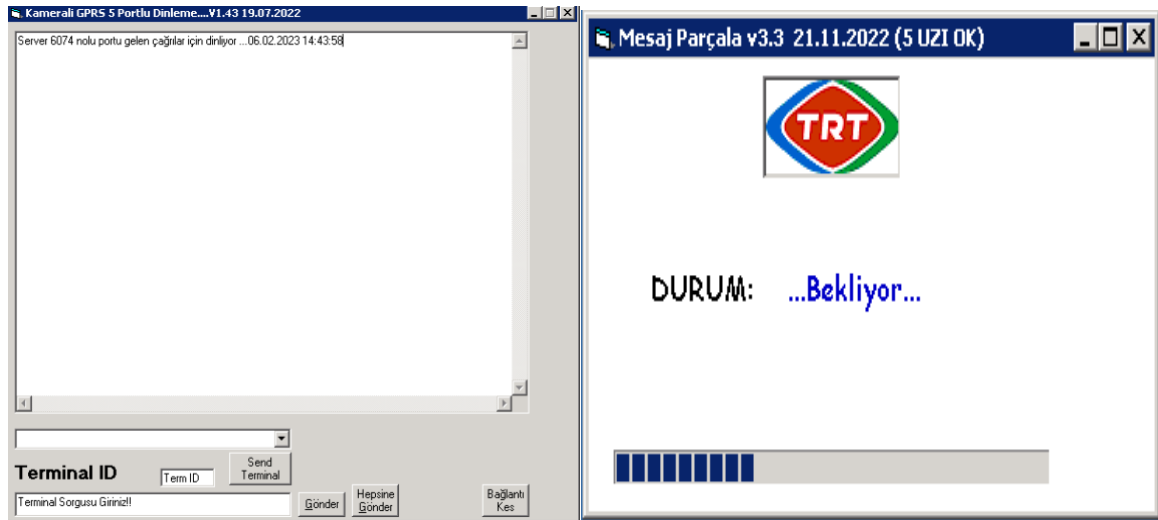 Kamerali GPRS 5 Portlu Dinleme....V1.43 19.07.2022
Server 6074 nolu portu gelen çağrılar için dinliyor ...06.02.2023 14:43:58
Terminal ID
Term ID
Send
Terminal
Terminal Sorgusu Giriniz!!
Gönder
Hepsine
Gönder
Bağlantı
Kes
Mesaj Parçala v3.3 21.11.2022 (5 UZI OK)
TRT
DURUM: ...Bekliyor...